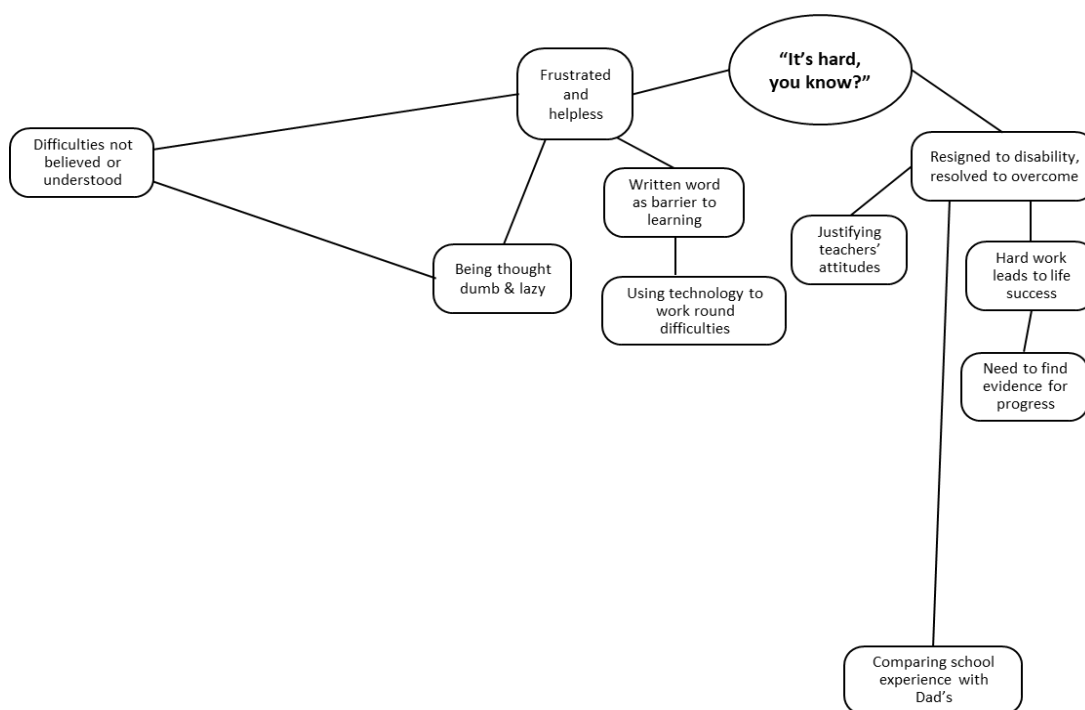 “It’s hard,
you know?”
Frustrated
and
helpless
Difficulties not
believed or
understood
Resigned to disability,
resolved to overcome
Written word
as barrier to
learning
Justifying
teachers’
attitudes
Hard work
leads to life
success
Being thought
dumb & lazy
Using technology to
work round
difficulties
Need to find
evidence for
progress
Comparing school
experience with
Dad’s